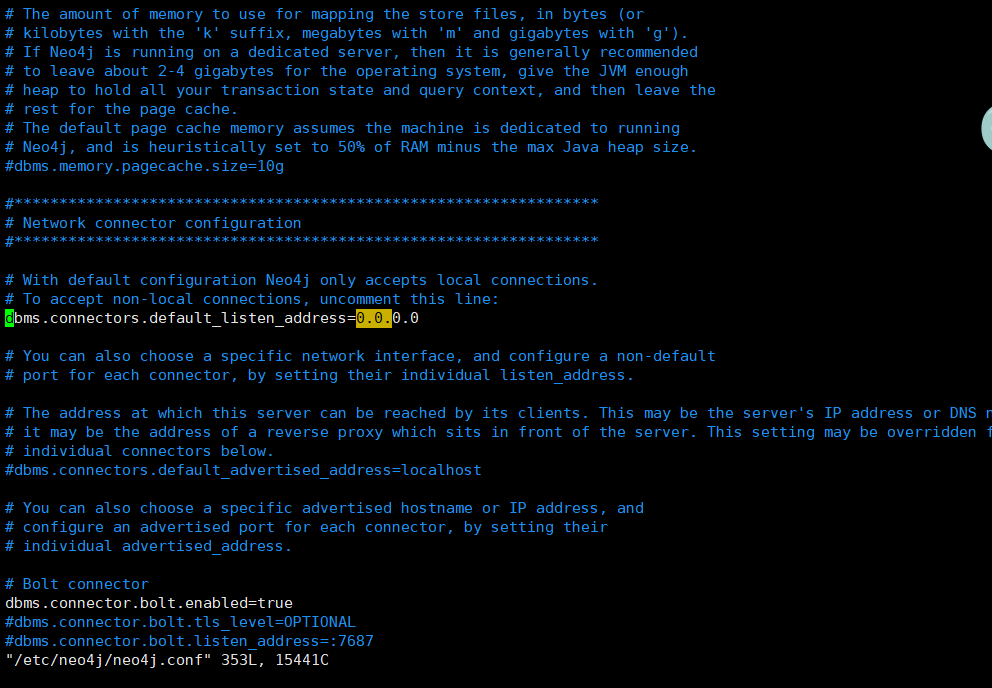 # The amount of memory to use for mapping the store files, in bytes (or
# kilobytes with the 'k' suffix, megabytes with 'm' and gigabytes with 'g').
# If Neo4j is running on a dedicated server, then it is generally recommended
# to leave about 2-4 gigabytes for the operating system, give the JVM enough
# heap to hold all your transaction state and query context, and then leave the
# rest for the page cache.
# The default page cache memory assumes the machine is dedicated to running
# Neo4j, and is heuristically set to 50% of RAM minus the max Java heap size.
#dbms.memory.pagecache.size=10g
#*****************************************************************
# Network connector configuration
#*****************************************************************
# With default configuration Neo4j only accepts local connections.
# To accept non-local connections, uncomment this line:
dbms.connectors.default_listen_address=0.0.0.0
# You can also choose a specific network interface, and configure a non-default
# port for each connector, by setting their individual listen_address.
# The address at which this server can be reached by its clients. This may be the server's IP address or DNS
# it may be the address of a reverse proxy which sits in front of the server. This setting may be overridden
# individual connectors below.
#dbms.connectors.default_advertised_address=localhost
# You can also choose a specific advertised hostname or IP address, and
# configure an advertised port for each connector, by setting their
# individual advertised_address.
# Bolt connector
dbms.connector.bolt.enabled=true
#dbms.connector.bolt.tls_level=OPTIONAL
#dbms.connector.bolt.listen_address=:7687
"/etc/neo4j/neo4j.conf" 353L, 15441C